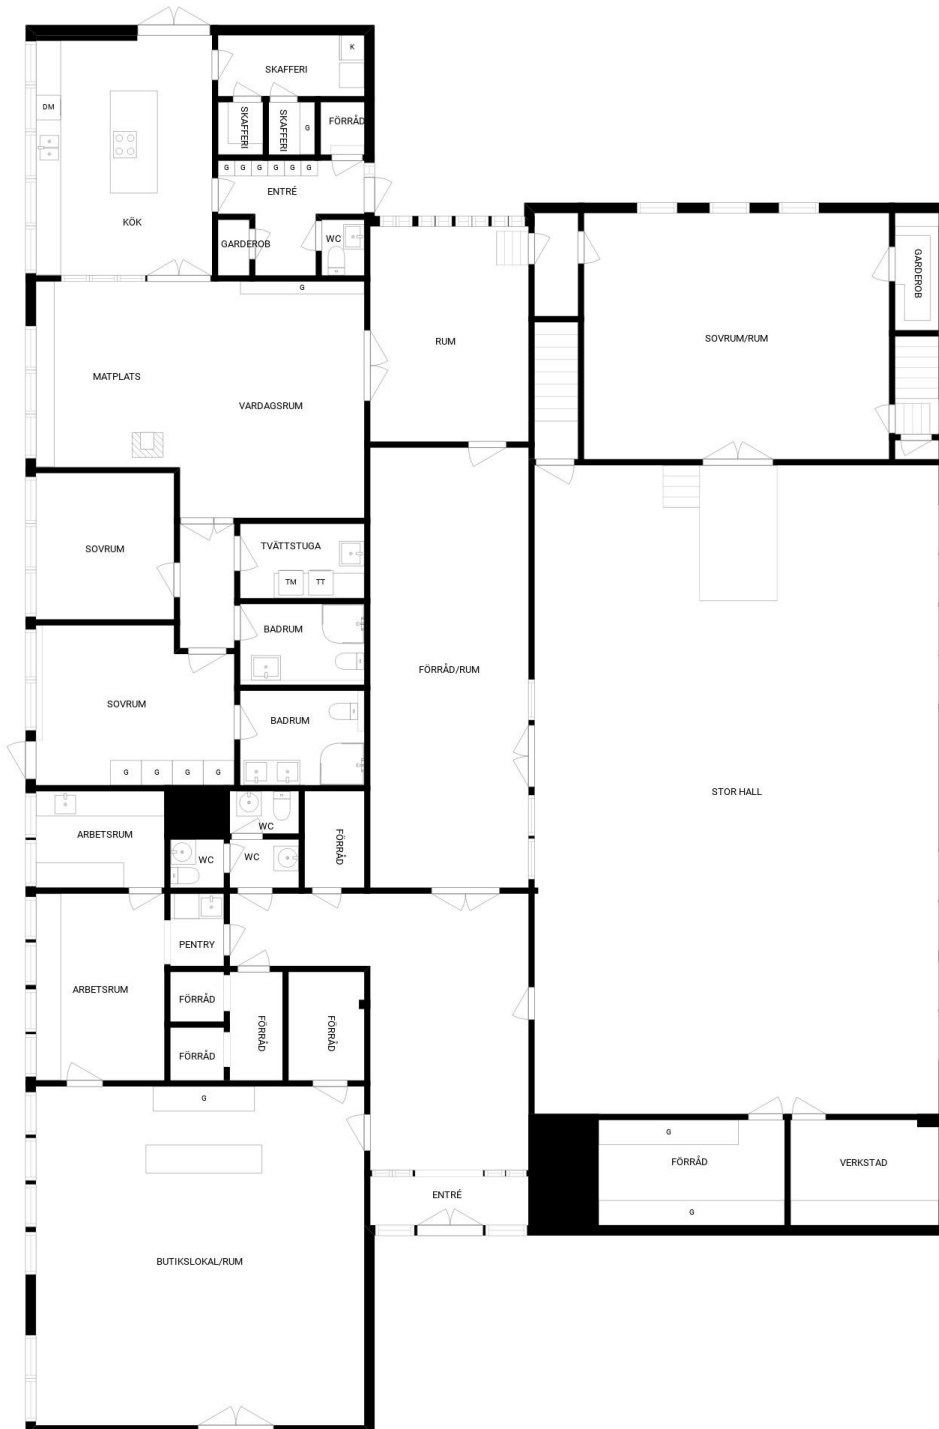 K
SKAFFERI
DM
SKAFFERI
SKAFFERI
G
FÖRRÅD
G G G G G G
ENTRÉ
KÖK
WC
GARDEROB
GARDEROB
G
RUM
SOVRUM/RUM
MATPLATS
VARDAGSRUM
SOVRUM
TVÄTTSTUGA
TM
TT
BADRUM
FÖRRÅD/RUM
SOVRUM
BADRUM
G G G G
STOR HALL
ARBETSRUM
WC
FÖRRÅD
WC
WC
PENTRY
ARBETSRUM
FÖRRÅD
FÖRRÅD
FÖRRÅD
FÖRRÅD
G
G
FÖRRÅD
VERKSTAD
ENTRÉ
G
BUTIKSLOKAL/RUM